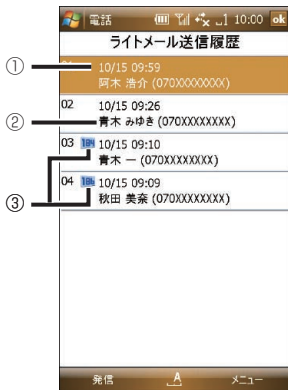 電話 1 10:00 ok
ライトメール送信履歴
① 10/15 09:59
阿木 浩介 (070XXXXXXXX)
02 10/15 09:26
② 青木 みゆき (070XXXXXXXX)
03 184 10/15 09:10
青木 一 (070XXXXXXXX)
③
04 186 10/15 09:09
秋田 美奈 (070XXXXXXXX)
発信 A メニュー